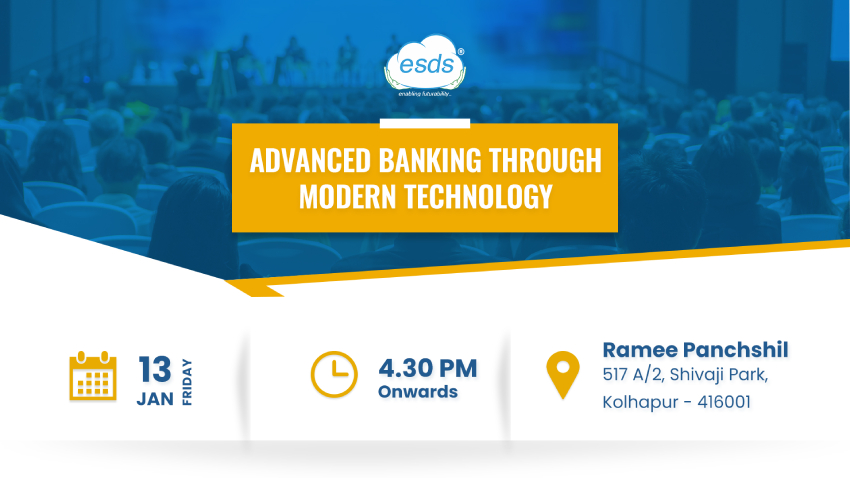 esds®
enabling futurability...
ADVANCED BANKING THROUGH
MODERN TECHNOLOGY
13
JAN
FRIDAY
4.30 PM
Onwards
Ramee Panchshil
517 A/2, Shivaji Park,
Kolhapur - 416001